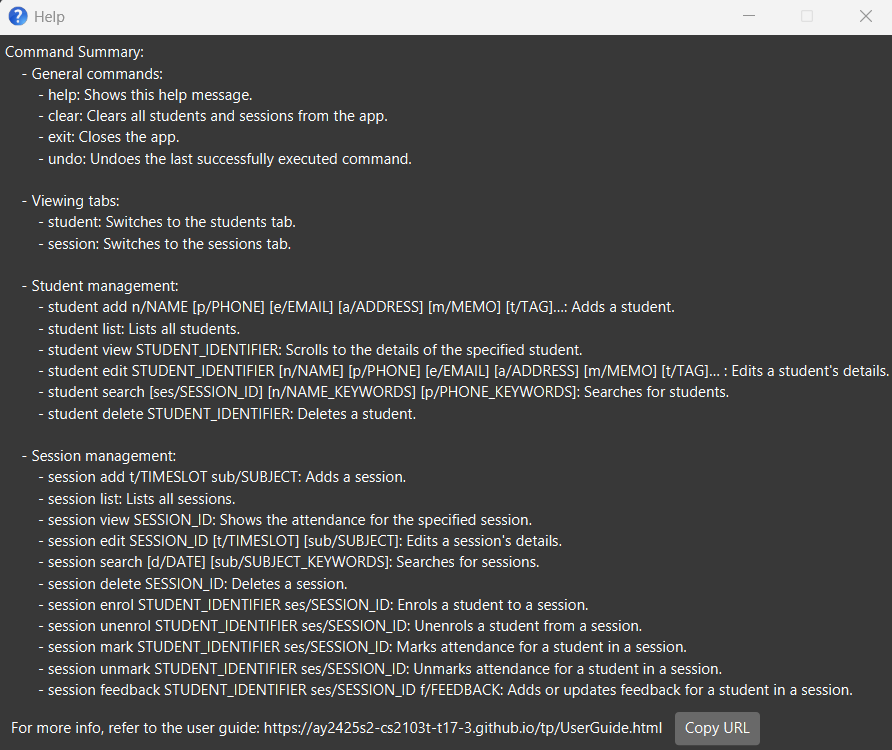 Help
Command Summary:
- General commands:
- help: Shows this help message.
- clear: Clears all students and sessions from the app.
- exit: Closes the app.
- undo: Undoes the last successfully executed command.
- Viewing tabs:
- student: Switches to the students tab.
- session: Switches to the sessions tab.
- Student management:
- student add n/NAME [p/PHONE] [e/EMAIL] [a/ADDRESS] [m/MEMO] [t/TAG]...: Adds a student.
- student list: Lists all students.
- student view STUDENT_IDENTIFIER: Scrolls to the details of the specified student.
- student edit STUDENT_IDENTIFIER [n/NAME] [p/PHONE] [e/EMAIL] [a/ADDRESS] [m/MEMO] [t/TAG]... : Edits a student's details.
- student search [ses/SESSION_ID] [n/NAME_KEYWORDS] [p/PHONE_KEYWORDS]: Searches for students.
- student delete STUDENT_IDENTIFIER: Deletes a student.
- Session management:
- session add t/TIMESLOT sub/SUBJECT: Adds a session.
- session list: Lists all sessions.
- session view SESSION_ID: Shows the attendance for the specified session.
- session edit SESSION_ID [t/TIMESLOT] [sub/SUBJECT]: Edits a session's details.
- session search [d/DATE] [sub/SUBJECT_KEYWORDS]: Searches for sessions.
- session delete SESSION_ID: Deletes a session.
- session enrol STUDENT_IDENTIFIER ses/SESSION_ID: Enrols a student to a session.
- session unenrol STUDENT_IDENTIFIER ses/SESSION_ID: Unenrols a student from a session.
- session mark STUDENT_IDENTIFIER ses/SESSION_ID: Marks attendance for a student in a session.
- session unmark STUDENT_IDENTIFIER ses/SESSION_ID: Unmarks attendance for a student in a session.
- session feedback STUDENT_IDENTIFIER ses/SESSION_ID f/FEEDBACK: Adds or updates feedback for a student in a session.
For more info, refer to the user guide: https://ay2425s2-cs2103t-t17-3.github.io/tp/UserGuide.html Copy URL